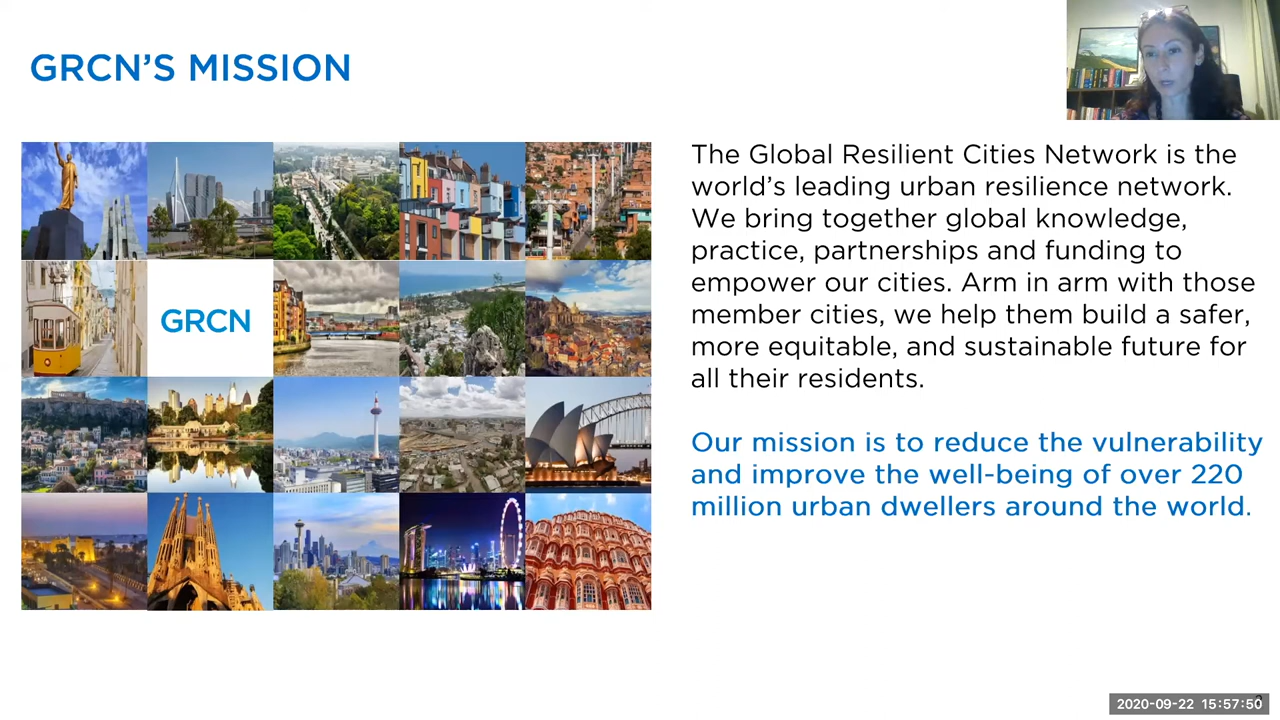 GRCN'S MISSION
GRCN
The Global Resilient Cities Network is the
world's leading urban resilience network.
We bring together global knowledge,
practice, partnerships and funding to
empower our cities. Arm in arm with those
member cities, we help them build a safer,
more equitable, and sustainable future for
all their residents.
Our mission is to reduce the vulnerability
and improve the well-being of over 220
million urban dwellers around the world.
2020-09-22 15:57:50